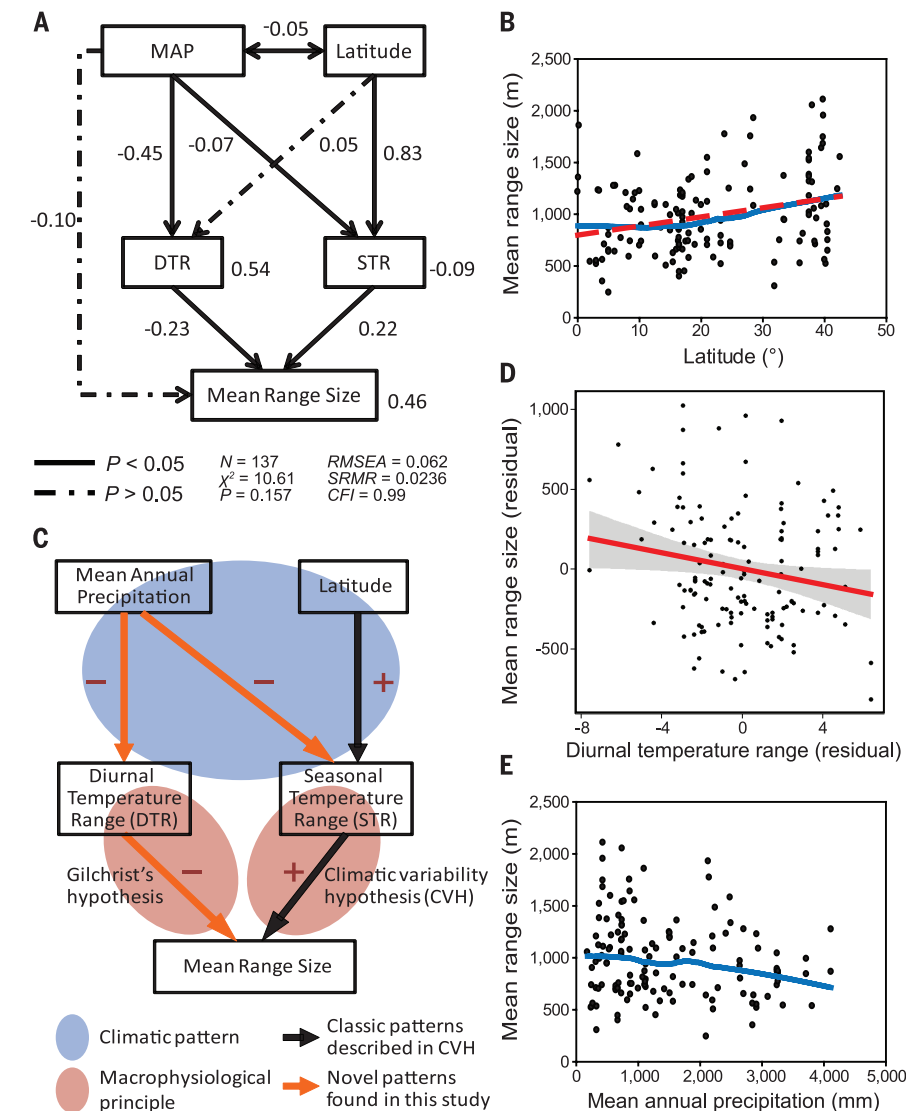 A
MAP
-0.05
Latitude
-0.45
-0.07
0.05
0.83
-0.10
DTR
0.54
STR
-0.09
-0.23
0.22
Mean Range Size
0.46
P < 0.05
P > 0.05
N = 137
χ² = 10.61
P = 0.157
RMSEA = 0.062
SRMR = 0.0236
CFI = 0.99
B
Mean range size (m)
2,500
2,000
1,500
1,000
500
0
0
10
20
30
40
50
Latitude (°)
C
Mean Annual
Precipitation
Latitude
−
−
+
Diurnal
Temperature
Range (DTR)
Seasonal
Temperature
Range (STR)
Gilchrist's
hypothesis
−
+
Climatic variability
hypothesis (CVH)
Mean Range Size
Climatic pattern
Classic patterns
described in CVH
Macrophysiological
principle
Novel patterns
found in this study
D
Mean range size (residual)
1,000
500
0
-500
-8
-4
0
4
Diurnal temperature range (residual)
E
Mean range size (m)
2,500
2,000
1,500
1,000
500
0
0
1,000
2,000
3,000
4,000
5,000
Mean annual precipitation (mm)